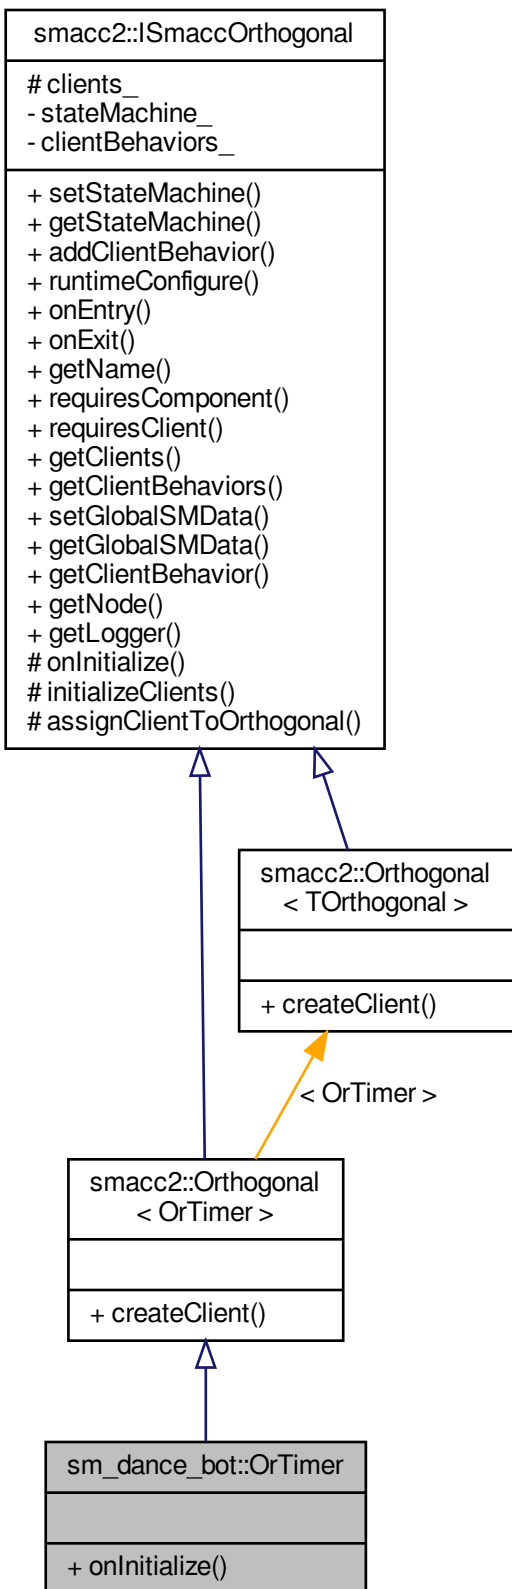 smacc2::ISmaccOrthogonal
# clients_
- stateMachine_
- clientBehaviors_
+ setStateMachine()
+ getStateMachine()
+ addClientBehavior()
+ runtimeConfigure()
+ onEntry()
+ onExit()
+ getName()
+ requiresComponent()
+ requiresClient()
+ getClients()
+ getClientBehaviors()
+ setGlobalSMData()
+ getGlobalSMData()
+ getClientBehavior()
+ getNode()
+ getLogger()
# onInitialize()
# initializeClients()
# assignClientToOrthogonal()
smacc2::Orthogonal
< TOrthogonal >
+ createClient()
< OrTimer >
smacc2::Orthogonal
< OrTimer >
+ createClient()
sm_dance_bot::OrTimer
+ onInitialize()